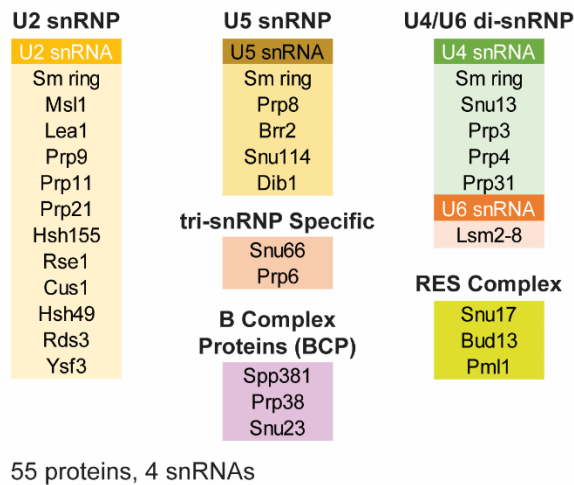 U2 snRNP
U2 snRNA
Sm ring
Msl1
Lea1
Prp9
Prp11
Prp21
Hsh155
Rse1
Cus1
Hsh49
Rds3
Ysf3
U5 snRNP
U5 snRNA
Sm ring
Prp8
Brr2
Snu114
Dib1
tri-snRNP Specific
Snu66
Prp6
B Complex
Proteins (BCP)
Spp381
Prp38
Snu23
U4/U6 di-snRNP
U4 snRNA
Sm ring
Snu13
Prp3
Prp4
Prp31
U6 snRNA
Lsm2-8
RES Complex
Snu17
Bud13
Pml1
55 proteins, 4 snRNAs